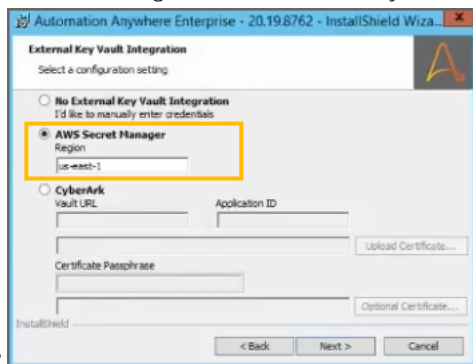 Automation Anywhere Enterprise - 20.19.8762 - InstallShield Wiza...
External Key Vault Integration
Select a configuration setting
No External Key Vault Integration
I'd like to manually enter credentials
AWS Secret Manager
Region
us-east-1
CyberArk
Vault URL Application ID
Upload Certificate...
Certificate Passphrase
Optional Certificate...
InstallShield
< Back Next > Cancel